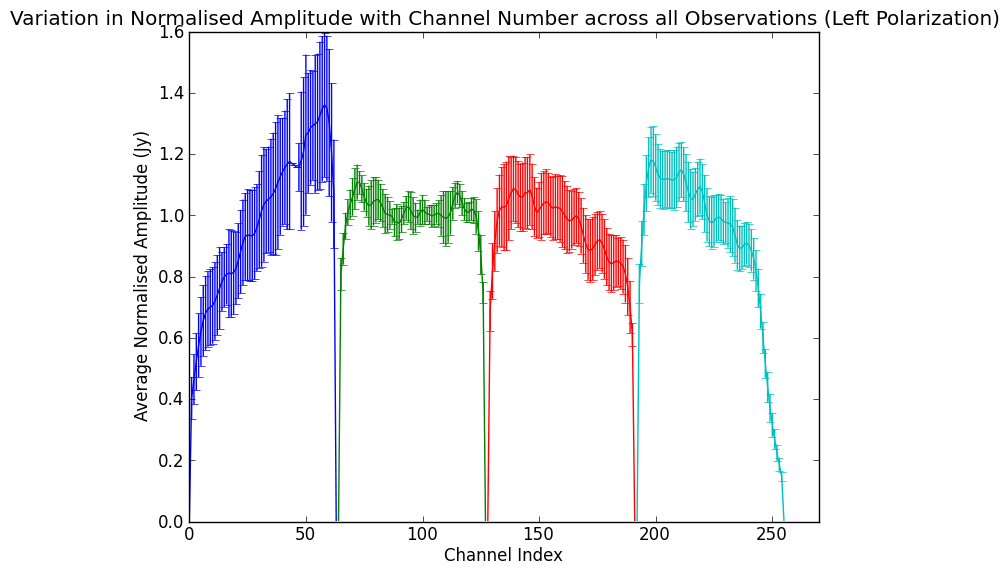 Variation in Normalised Amplitude with Channel Number across all Observations (Left Polarization)
Average Normalised Amplitude (Jy)
1.6
1.4
1.2
1.0
0.8
0.6
0.4
0.2
0.0
0 50 100 150 200 250
Channel Index